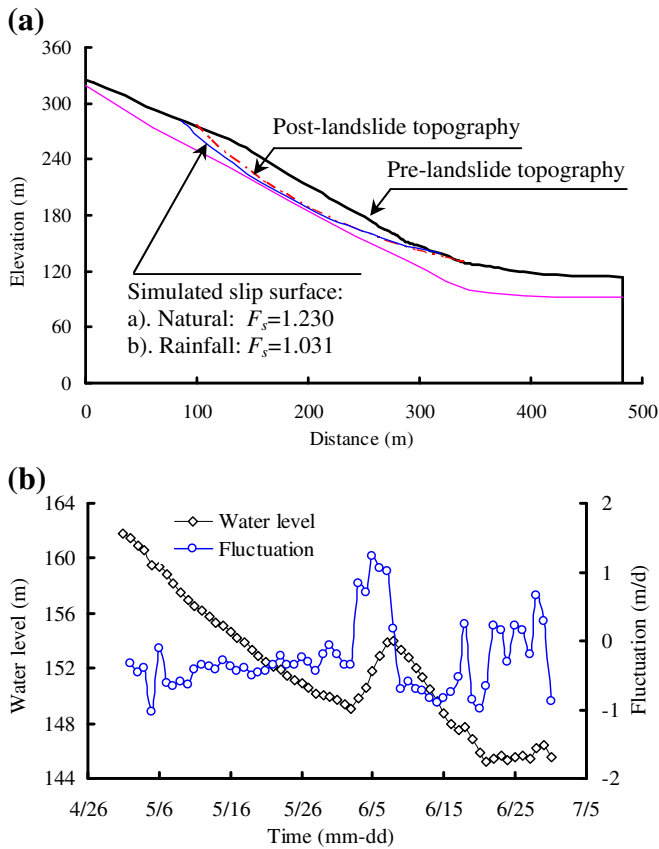 (a)
360
300
240
180
120
60
0
Elevation (m)
Post-landslide topography
Pre-landslide topography
Simulated slip surface:
a). Natural: Fs=1.230
b). Rainfall: Fs=1.031
0 100 200 300 400 500
Distance (m)
(b)
164
160
156
152
148
144
Water level (m)
Water level
Fluctuation
2
1
0
-1
-2
Fluctuation (m/d)
4/26 5/6 5/16 5/26 6/5 6/15 6/25 7/5
Time (mm-dd)